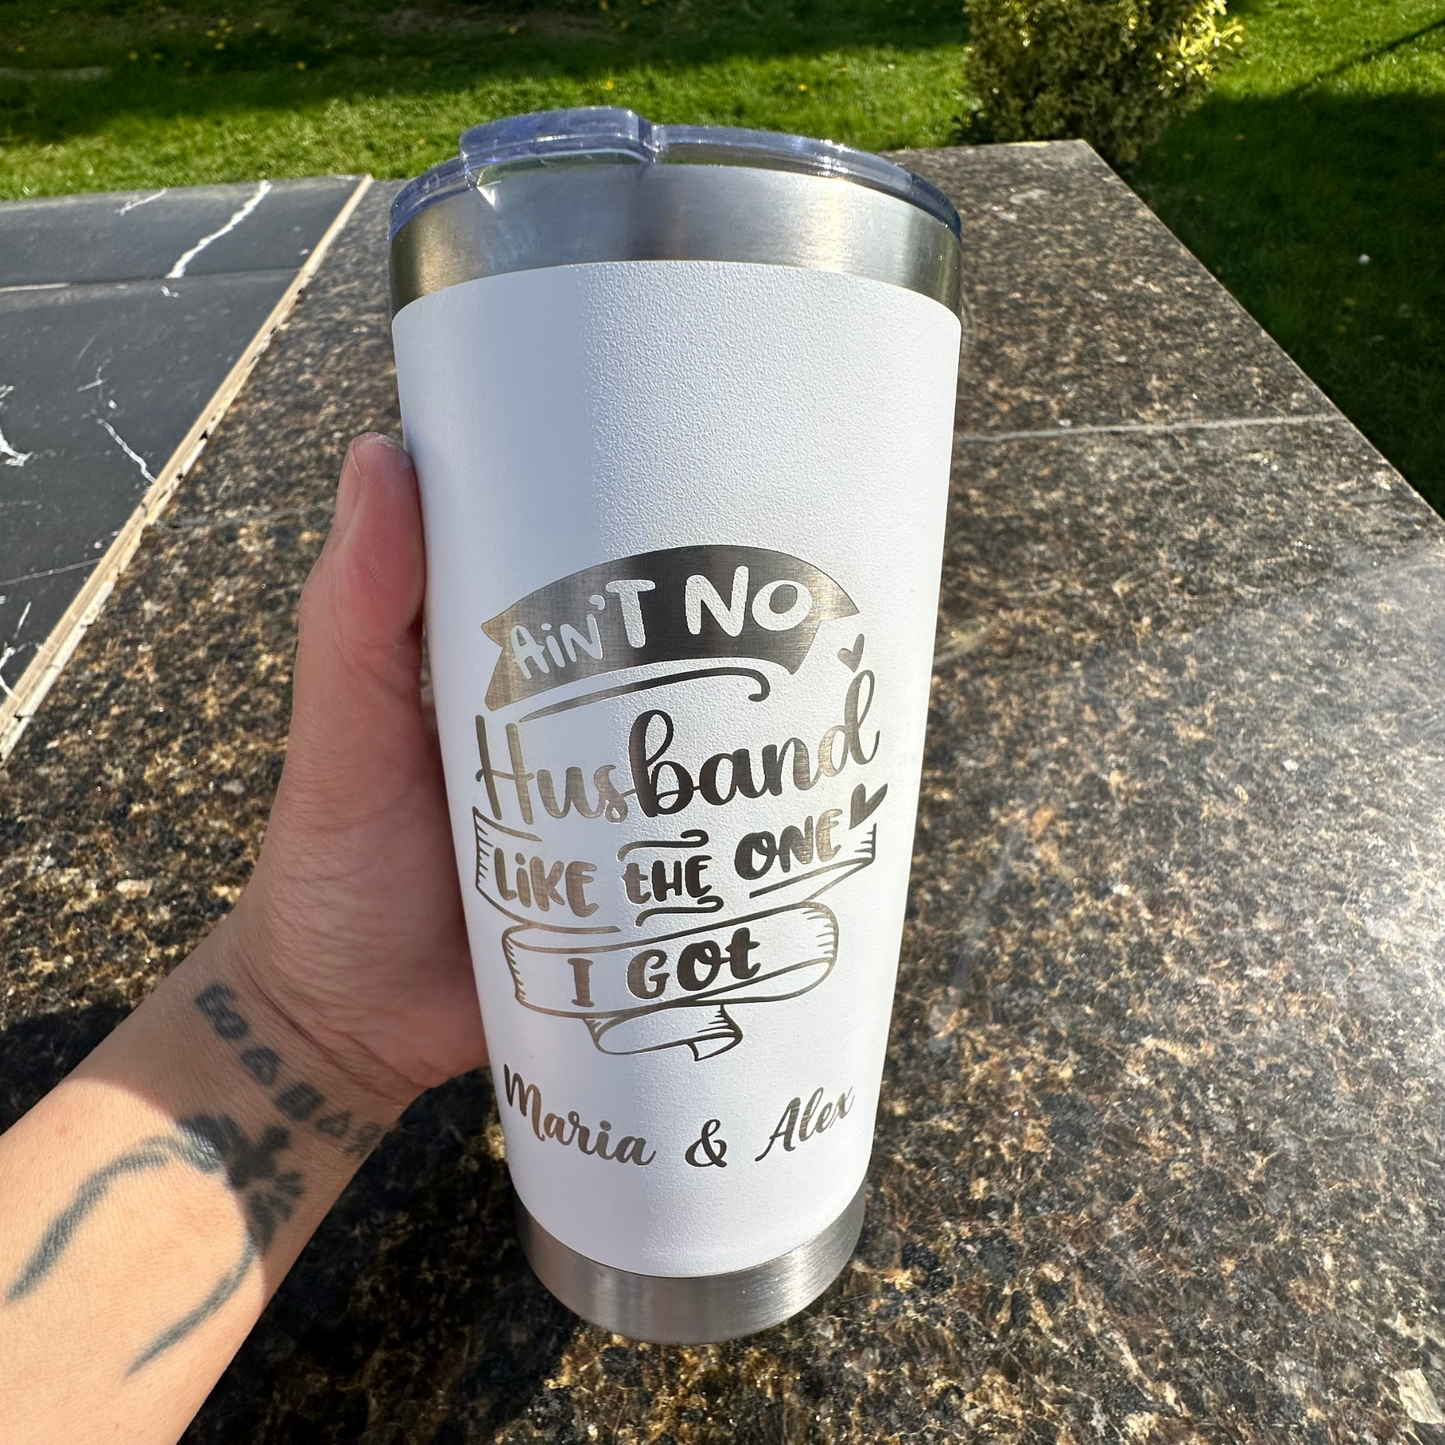 AiN'T NO
Husband
LiKE tHE ONE
I GOt
Maria & Alex